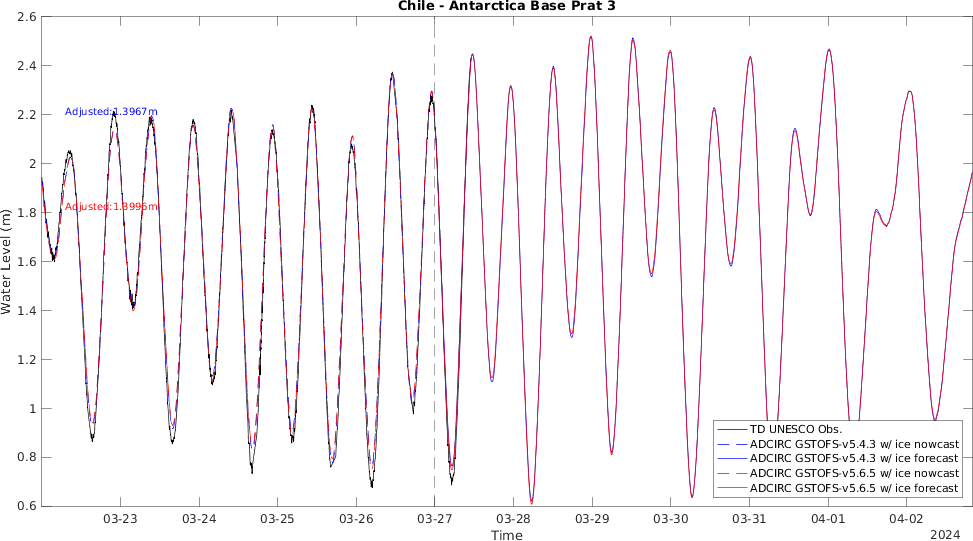 Chile - Antarctica Base Prat 3
2.6
2.4
2.2
2
1.8
1.6
1.4
1.2
1
0.8
0.6
Water Level (m)
Adjusted:1.3967m
Adjusted:1.3996m
TD UNESCO Obs.
ADCIRC GSTOFS-v5.4.3 w/ ice nowcast
ADCIRC GSTOFS-v5.4.3 w/ ice forecast
ADCIRC GSTOFS-v5.6.5 w/ ice nowcast
ADCIRC GSTOFS-v5.6.5 w/ ice forecast
03-23 03-24 03-25 03-26 03-27 03-28 03-29 03-30 03-31 04-01 04-02
Time
2024